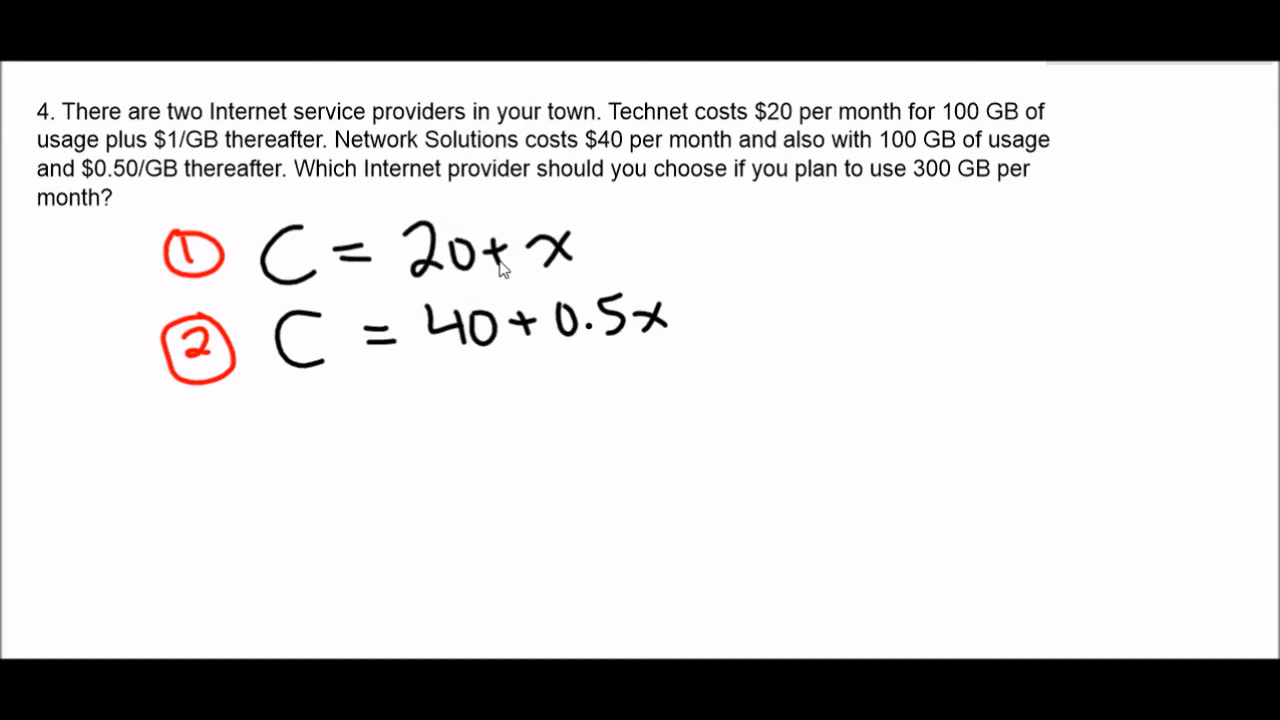 4. There are two Internet service providers in your town. Technet costs $20 per month for 100 GB of
usage plus $1/GB thereafter. Network Solutions costs $40 per month and also with 100 GB of usage
and $0.50/GB thereafter. Which Internet provider should you choose if you plan to use 300 GB per
month?
1 C = 20+ x
2 C = 40+ 0.5x